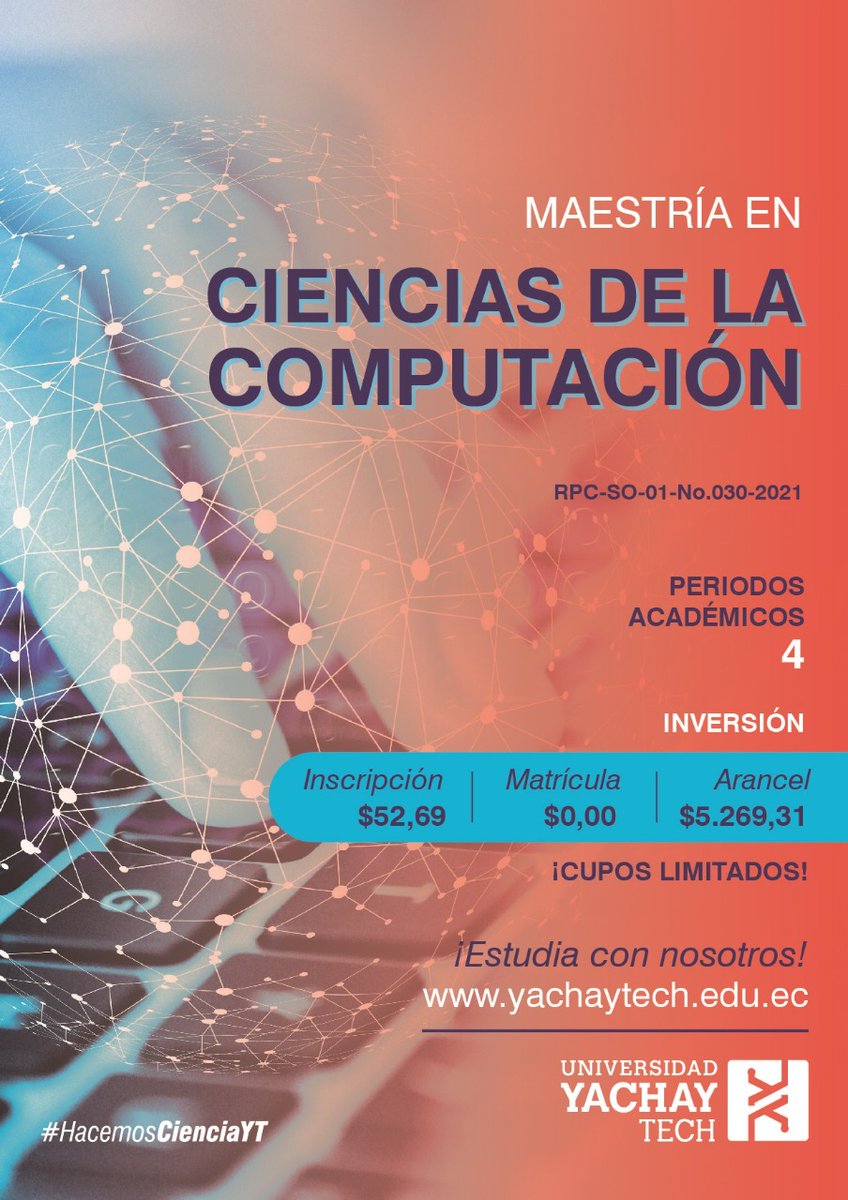 MAESTRÍA EN
CIENCIAS DE LA
COMPUTACIÓN
RPC-SO-01-No.030-2021
PERIODOS
ACADÉMICOS
4
INVERSIÓN
Inscripción Matrícula Arancel
$52,69 $0,00 $5.269,31
¡CUPOS LIMITADOS!
¡Estudia con nosotros!
www.yachaytech.edu.ec
UNIVERSIDAD
YACHAY
TECH
#HacemosCienciaYT
G